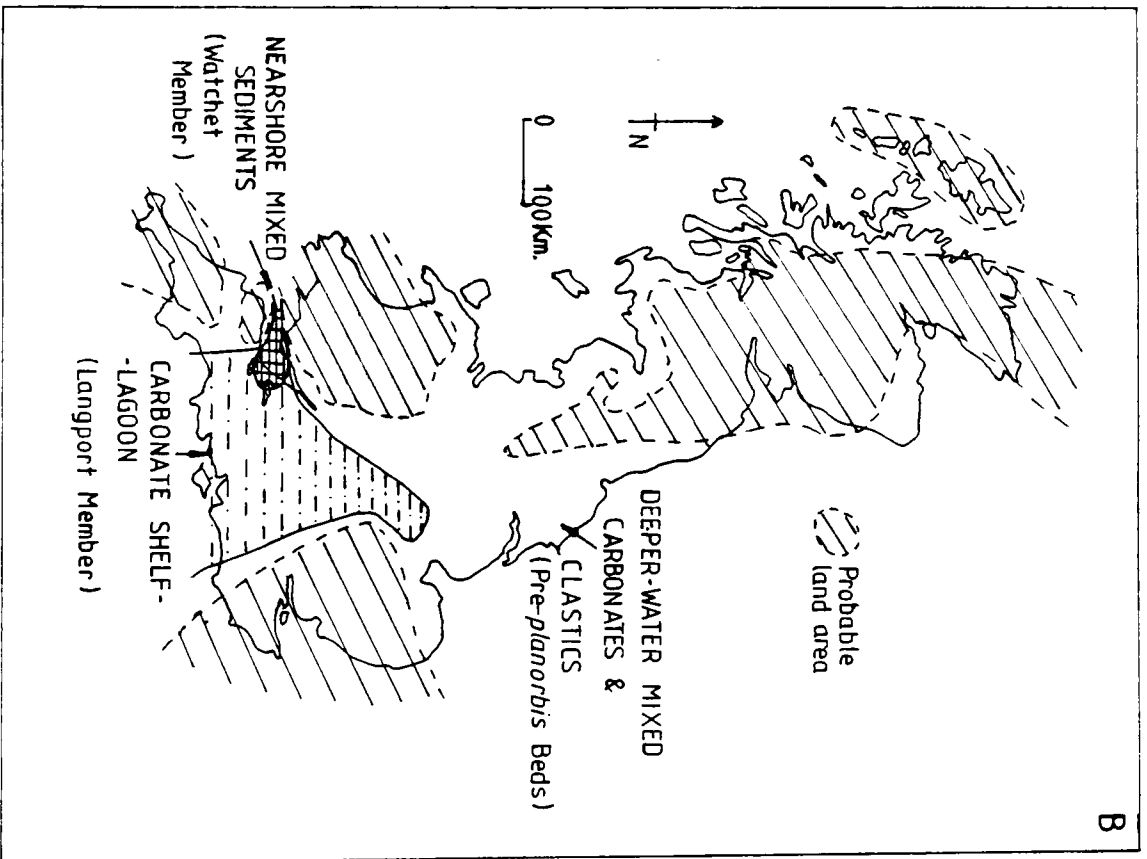 B
Probable
land area
N
0 100Km.
DEEPER-WATER MIXED
CARBONATES &
CLASTICS
(Pre-planorbis Beds)
NEARSHORE MIXED
SEDIMENTS
(Watchet
Member)
CARBONATE SHELF-
-LAGOON
(Langport Member)